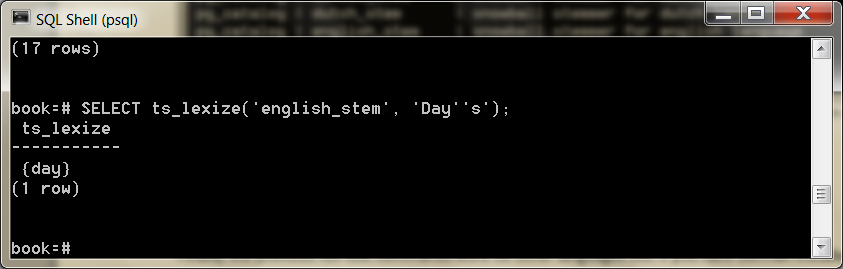 SQL Shell (psql)
(17 rows)
book=# SELECT ts_lexize('english_stem', 'Day''s');
ts_lexize
-----------
{day}
(1 row)
book=#